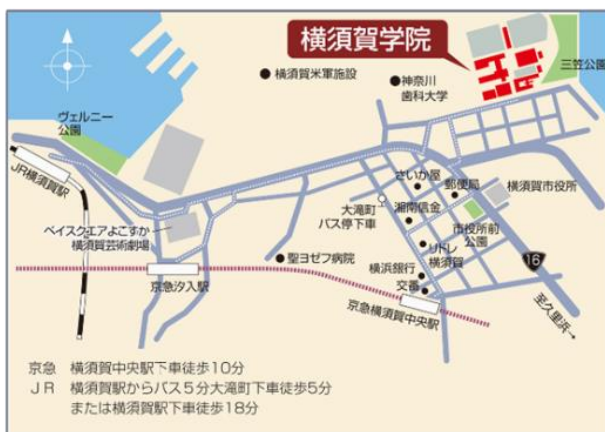 横須賀学院
三笠公園
横須賀米軍施設
神奈川
歯科大学
ヴェルニー
公園
JR横須賀駅
さいか屋
郵便局
横須賀市役所
大滝町
バス停下車
湘南信金
市役所前
公園
ベイスクエアよこすか
横須賀芸術劇場
リドレ
横須賀
聖ヨゼフ病院
横浜銀行
16
京急汐入駅
交番
京急横須賀中央駅
至久里浜→
京急 横須賀中央駅下車徒歩10分
JR 横須賀駅からバス5分大滝町下車徒歩5分
または横須賀駅下車徒歩18分